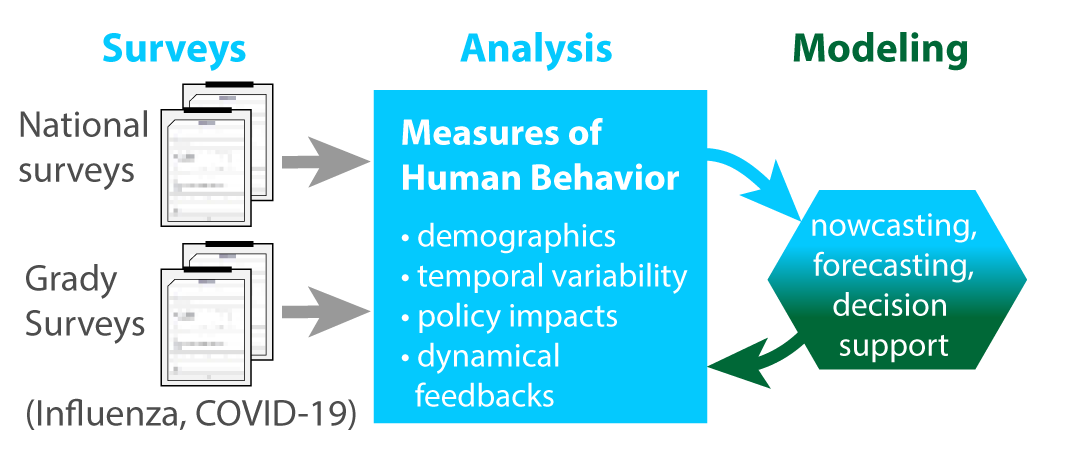 Surveys
Analysis
Modeling
National
surveys
Grady
Surveys
(Influenza, COVID-19)
Measures of
Human Behavior
• demographics
• temporal variability
• policy impacts
• dynamical
feedbacks
nowcasting,
forecasting,
decision
support